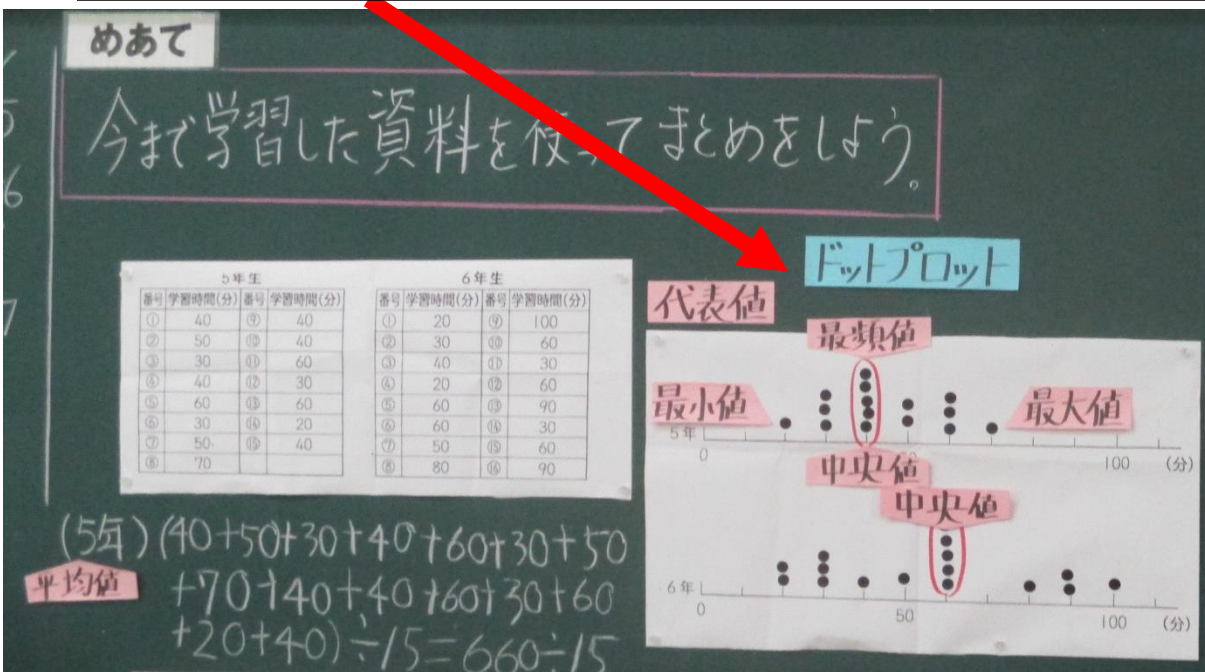 めあて
今まで学習した資料を使ってまとめをしよう。
5年生
番号 学習時間(分) 番号 学習時間(分)
① 40 ⑨ 40
② 50 ⑩ 40
③ 30 ⑪ 60
④ 40 ⑫ 30
⑤ 60 ⑬ 60
⑥ 30 ⑭ 20
⑦ 50 ⑮ 40
⑧ 70
6年生
番号 学習時間(分) 番号 学習時間(分)
① 20 ⑨ 100
② 30 ⑩ 60
③ 40 ⑪ 30
④ 20 ⑫ 60
⑤ 60 ⑬ 90
⑥ 60 ⑭ 30
⑦ 50 ⑮ 60
⑧ 80 ⑯ 90
ドットプロット
代表値
最頻値
最小値
最大値
5年
0 100 (分)
中央値
中央値
6年
0 50 100 (分)
(5年)(40+50+30+40+60+30+50
平均値
+70+40+40+60+30+60
+20+40)÷15=660÷15